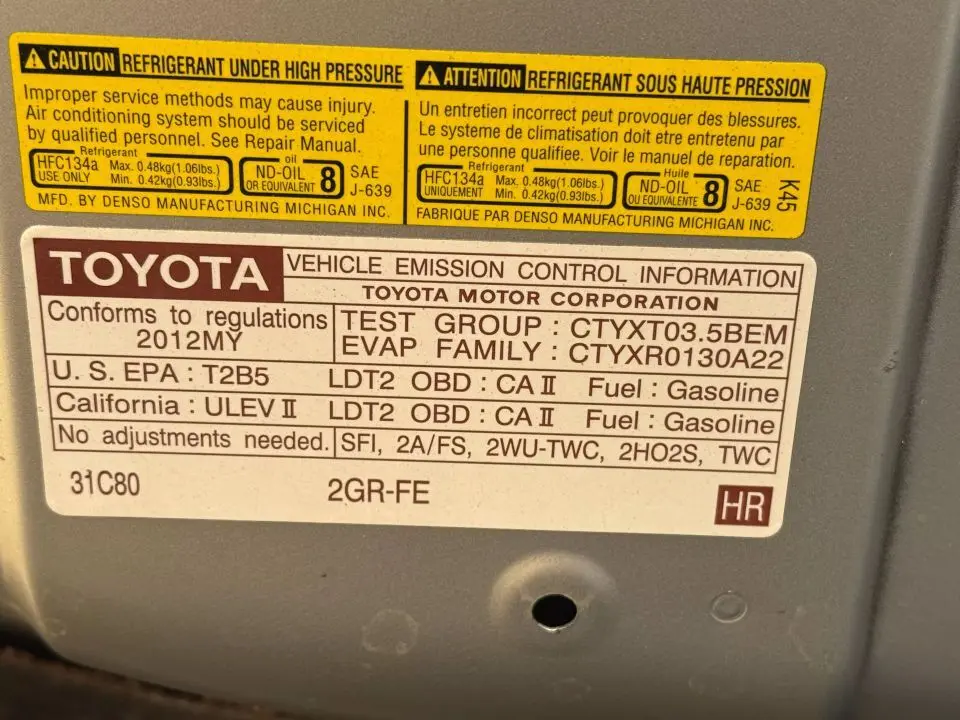 ⚠ CAUTION REFRIGERANT UNDER HIGH PRESSURE
Improper service methods may cause injury.
Air conditioning system should be serviced
by qualified personnel. See Repair Manual.
Refrigerant
HFC134a Max. 0.48kg(1.06lbs.)
USE ONLY Min. 0.42kg(0.93lbs.)
oil
ND-OIL 8
OR EQUIVALENT
SAE
J-639
MFD. BY DENSO MANUFACTURING MICHIGAN INC.
⚠ ATTENTION REFRIGERANT SOUS HAUTE PRESSION
Un entretien incorrect peut provoquer des blessures.
Le systeme de climatisation doit être entretenu par
une personne qualifiee. Voir le manuel de reparation.
Refrigerant
HFC134a Max. 0.48kg(1.06lbs.)
UNIQUEMENT Min. 0.42kg(0.93lbs.)
Huile
ND-OIL 8
OU EQUIVALENTE
SAE
J-639
K45
FABRIQUE PAR DENSO MANUFACTURING MICHIGAN INC.
TOYOTA VEHICLE EMISSION CONTROL INFORMATION
TOYOTA MOTOR CORPORATION
Conforms to regulations
2012MY
TEST GROUP : CTYXT03.5BEM
EVAP FAMILY : CTYXR0130A22
U. S. EPA : T2B5 LDT2 OBD : CA II Fuel : Gasoline
California : ULEV II LDT2 OBD : CA II Fuel : Gasoline
No adjustments needed. SFI, 2A/FS, 2WU-TWC, 2HO2S, TWC
31C80 2GR-FE HR